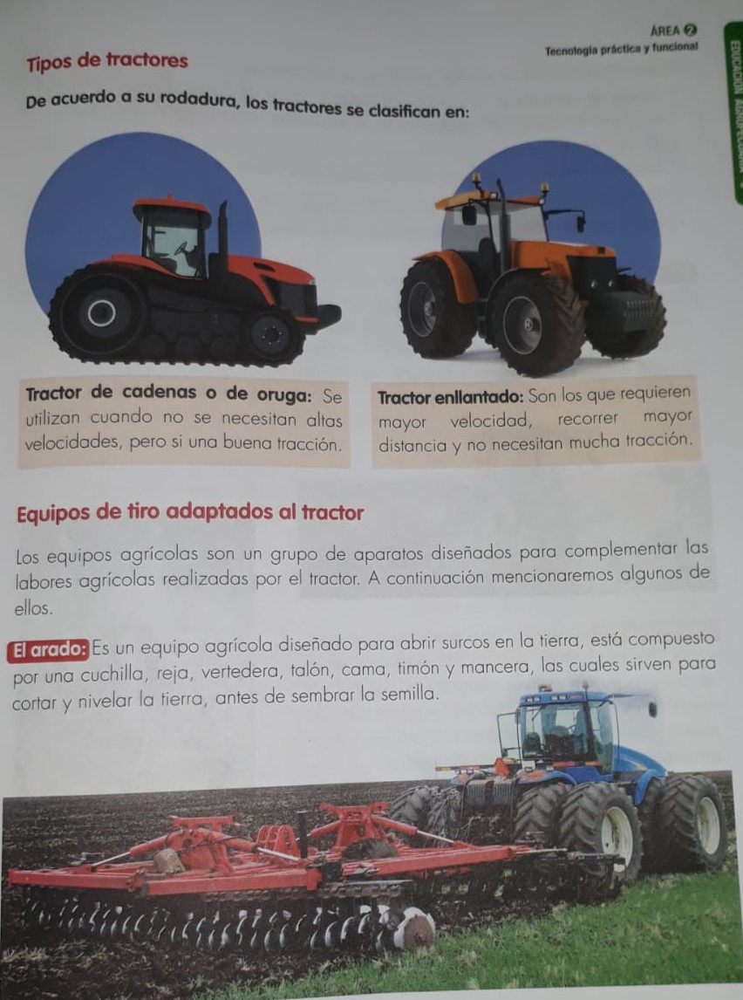 ÁREA 2
Tecnología práctica y funcional
EDUCACIÓN AGROPECUARIA
Tipos de tractores
De acuerdo a su rodadura, los tractores se clasifican en:
Tractor de cadenas o de oruga: Se
utilizan cuando no se necesitan altas
velocidades, pero si una buena tracción.
Tractor enllantado: Son los que requieren
mayor velocidad, recorrer mayor
distancia y no necesitan mucha tracción.
Equipos de tiro adaptados al tractor
Los equipos agrícolas son un grupo de aparatos diseñados para complementar las
labores agrícolas realizadas por el tractor. A continuación mencionaremos algunos de
ellos.
El arado: Es un equipo agrícola diseñado para abrir surcos en la tierra, está compuesto
por una cuchilla, reja, vertedera, talón, cama, timón y mancera, las cuales sirven para
cortar y nivelar la tierra, antes de sembrar la semilla.